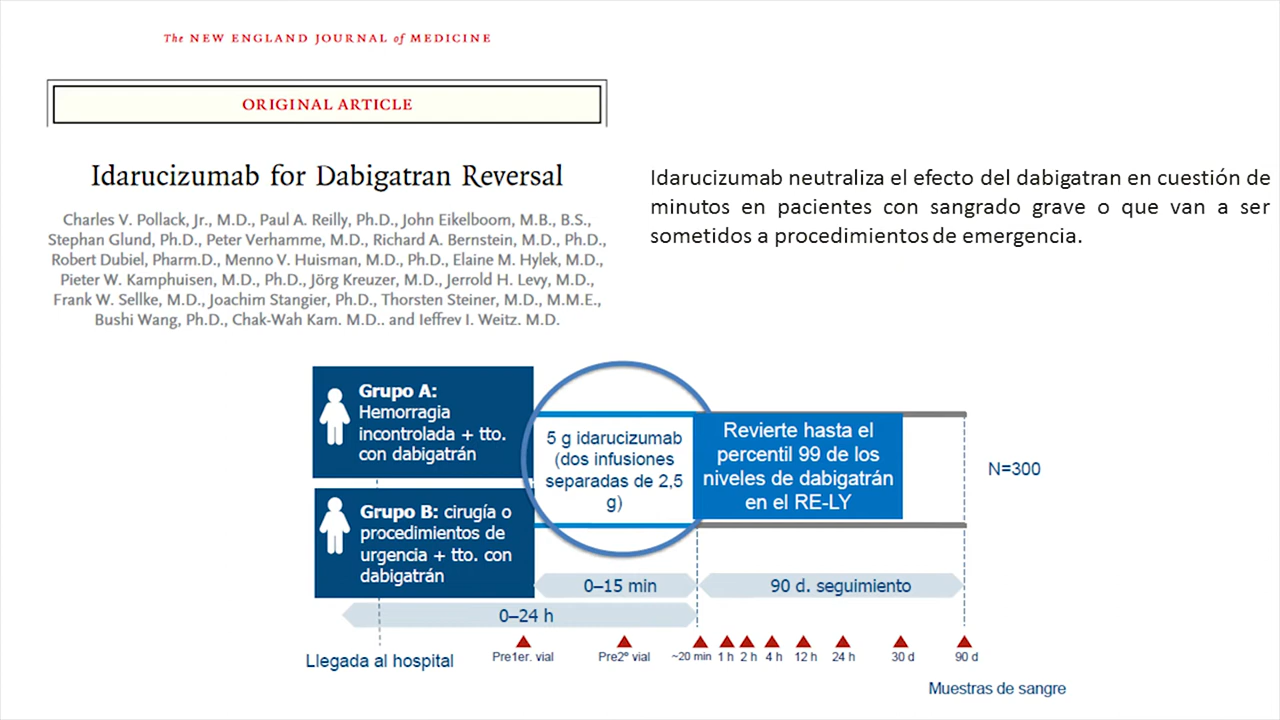 The NEW ENGLAND JOURNAL of MEDICINE
ORIGINAL ARTICLE
Idarucizumab for Dabigatran Reversal
Charles V. Pollack, Jr., M.D., Paul A. Reilly, Ph.D., John Eikelboom, M.B., B.S.,
Stephan Glund, Ph.D., Peter Verhamme, M.D., Richard A. Bernstein, M.D., Ph.D.,
Robert Dubiel, Pharm.D., Menno V. Huisman, M.D., Ph.D., Elaine M. Hylek, M.D.,
Pieter W. Kamphuisen, M.D., Ph.D., Jörg Kreuzer, M.D., Jerrold H. Levy, M.D.,
Frank W. Sellke, M.D., Joachim Stangier, Ph.D., Thorsten Steiner, M.D., M.M.E.,
Bushi Wang, Ph.D., Chak-Wah Kam, M.D., and Jeffrey I. Weitz, M.D.
Idarucizumab neutraliza el efecto del dabigatran en cuestión de
minutos en pacientes con sangrado grave o que van a ser
sometidos a procedimientos de emergencia.
Grupo A:
Hemorragia
incontrolada + tto.
con dabigatrán
Grupo B: cirugía o
procedimientos de
urgencia + tto. con
dabigatrán
5 g idarucizumab
(dos infusiones
separadas de 2,5
g)
Revierte hasta el
percentil 99 de los
niveles de dabigatrán
en el RE-LY
N=300
0–15 min
90 d. seguimiento
0–24 h
Llegada al hospital
Pre1er. vial
Pre2º vial
~20 min
1 h
2 h
4 h
12 h
24 h
30 d
90 d
Muestras de sangre